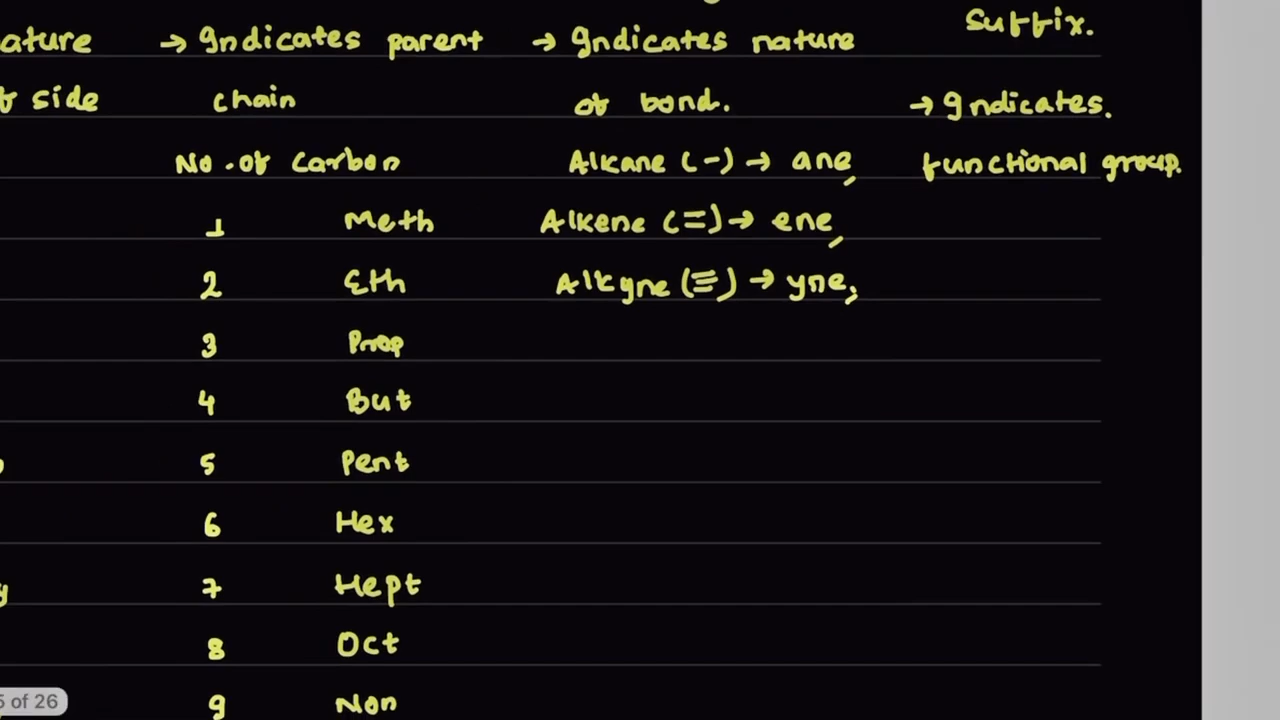 ature → Indicates parent → Indicates nature suffix.
side chain of bond. → Indicates.
No. of Carbon Alkane (-) → ane, functional group.
1 Meth Alkene (=) → ene,
2 Eth Alkyne (≡) → yne;
3 Prop
4 But
5 Pent
6 Hex
7 Hept
8 Oct
9 Non
5 of 26